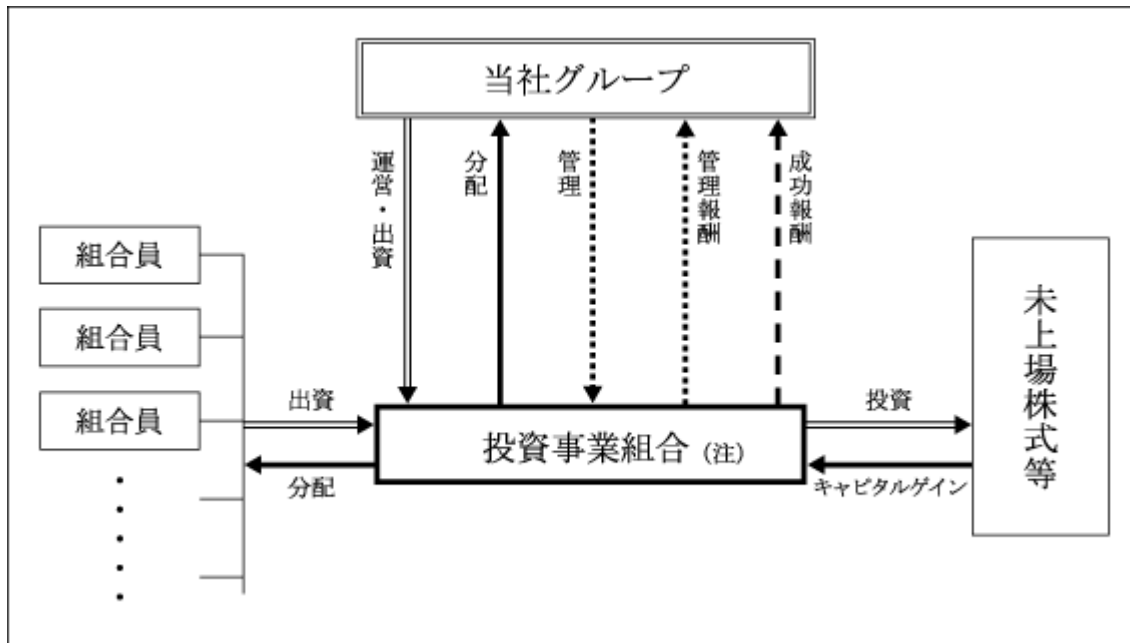 当社グループ
運営・出資
分配
管理
管理報酬
成功報酬
組合員
組合員
組合員
出資
分配
投資事業組合(注)
投資
キャピタルゲイン
未上場株式等